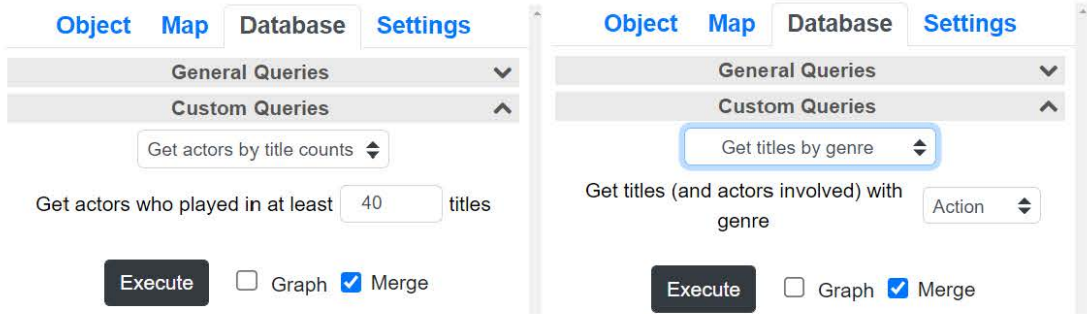 Object Map Database Settings
General Queries
Custom Queries
Get actors by title counts
Get actors who played in at least 40 titles
Execute Graph Merge
Object Map Database Settings
General Queries
Custom Queries
Get titles by genre
Get titles (and actors involved) with
genre
Action
Execute Graph Merge